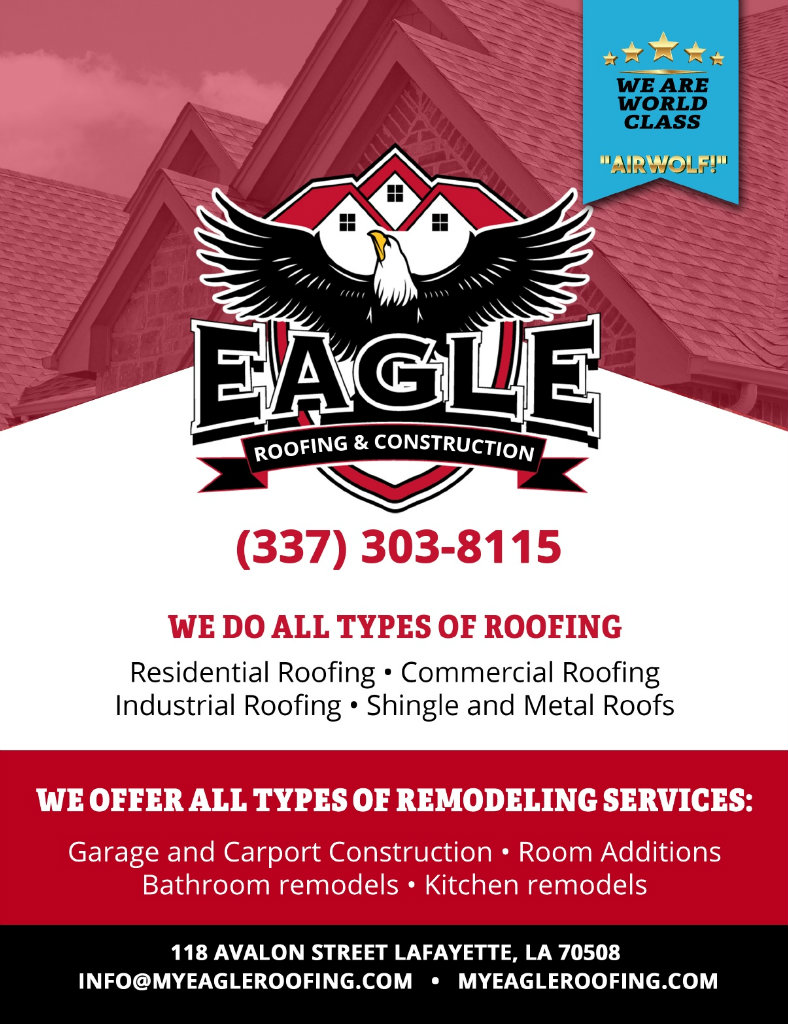 WE ARE
WORLD
CLASS
"AIRWOLF!"
EAGLE
ROOFING & CONSTRUCTION
(337) 303-8115
WE DO ALL TYPES OF ROOFING
Residential Roofing • Commercial Roofing
Industrial Roofing • Shingle and Metal Roofs
WE OFFER ALL TYPES OF REMODELING SERVICES:
Garage and Carport Construction • Room Additions
Bathroom remodels • Kitchen remodels
118 AVALON STREET LAFAYETTE, LA 70508
INFO@MYEAGLEROOFING.COM • MYEAGLEROOFING.COM